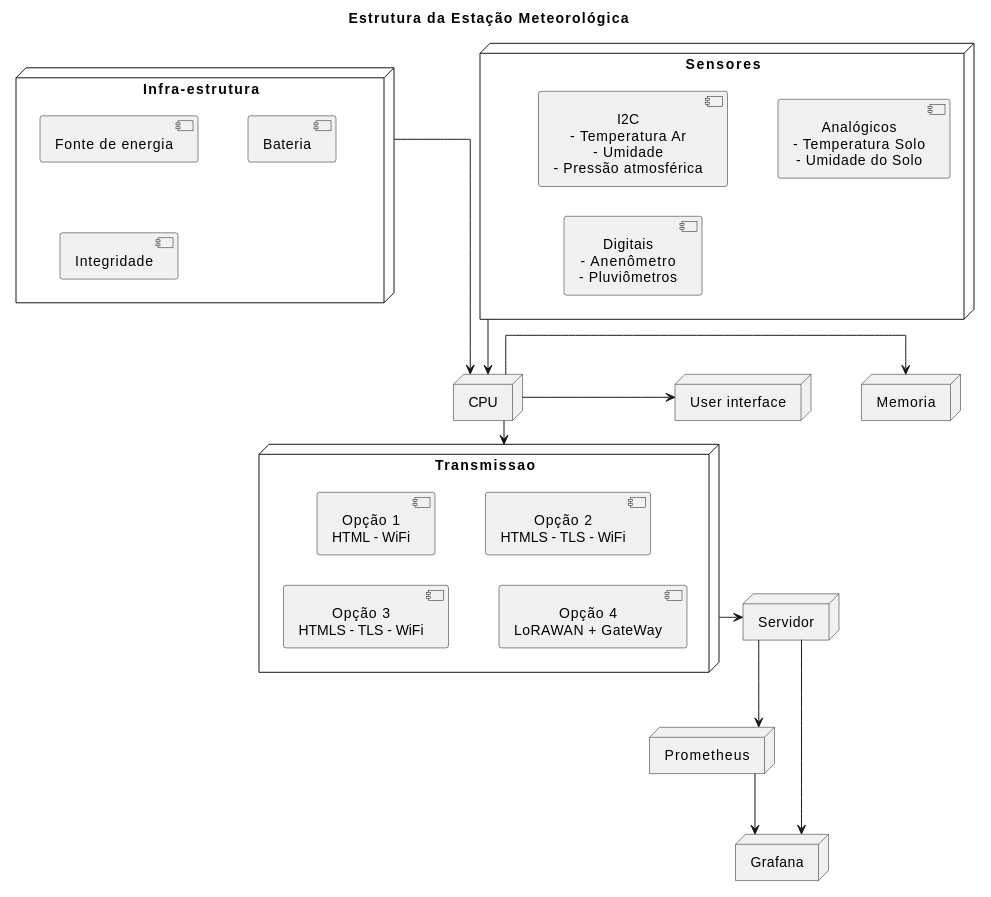 Estrutura da Estação Meteorológica
Infra-estrutura
Fonte de energia
Bateria
Integridade
Sensores
I2C
- Temperatura Ar
- Umidade
- Pressão atmosférica
Analógicos
- Temperatura Solo
- Umidade do Solo
Digitais
- Anenômetro
- Pluviômetros
CPU
User interface
Memoria
Transmissao
Opção 1
HTML - WiFi
Opção 2
HTMLS - TLS - WiFi
Opção 3
HTMLS - TLS - WiFi
Opção 4
LoRAWAN + GateWay
Servidor
Prometheus
Grafana